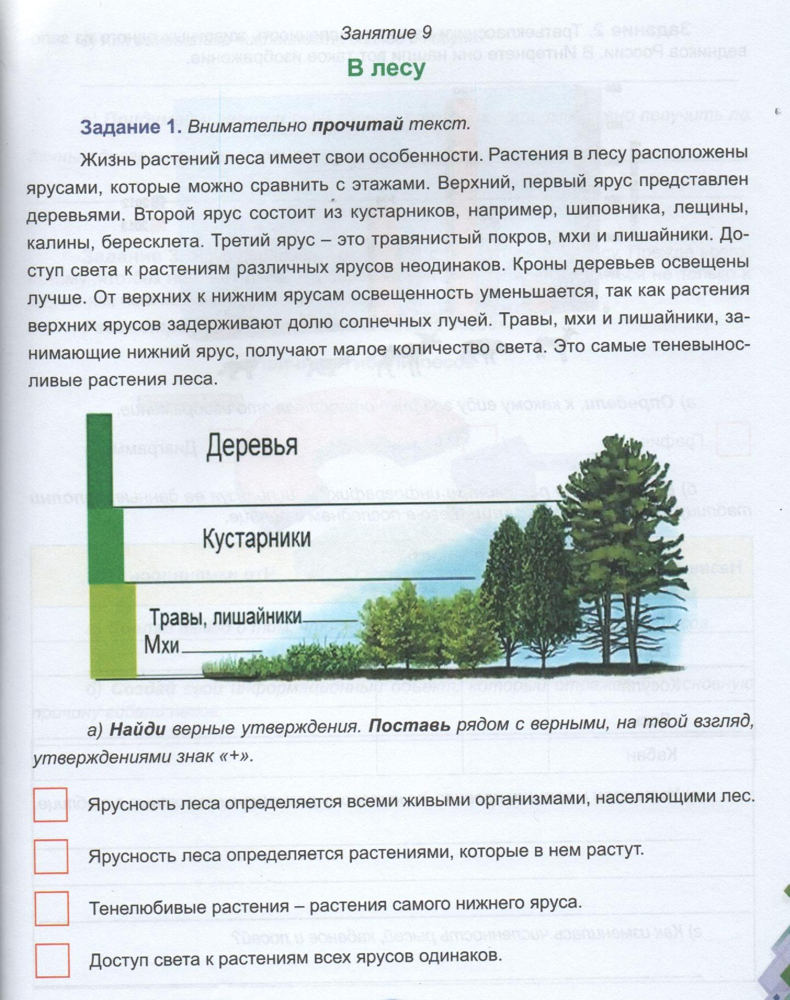 Занятие 9
В лесу
Задание 1. Внимательно прочитай текст.
Жизнь растений леса имеет свои особенности. Растения в лесу расположены
ярусами, которые можно сравнить с этажами. Верхний, первый ярус представлен
деревьями. Второй ярус состоит из кустарников, например, шиповника, лещины,
калины, бересклета. Третий ярус – это травянистый покров, мхи и лишайники. До-
ступ света к растениям различных ярусов неодинаков. Кроны деревьев освещены
лучше. От верхних к нижним ярусам освещенность уменьшается, так как растения
верхних ярусов задерживают долю солнечных лучей. Травы, мхи и лишайники, за-
нимающие нижний ярус, получают малое количество света. Это самые теневынос-
ливые растения леса.
Деревья
Кустарники
Травы, лишайники
Мхи
а) Найди верные утверждения. Поставь рядом с верными, на твой взгляд,
утверждениями знак «+».
Ярусность леса определяется всеми живыми организмами, населяющими лес.
Ярусность леса определяется растениями, которые в нем растут.
Тенелюбивые растения – растения самого нижнего яруса.
Доступ света к растениям всех ярусов одинаков.